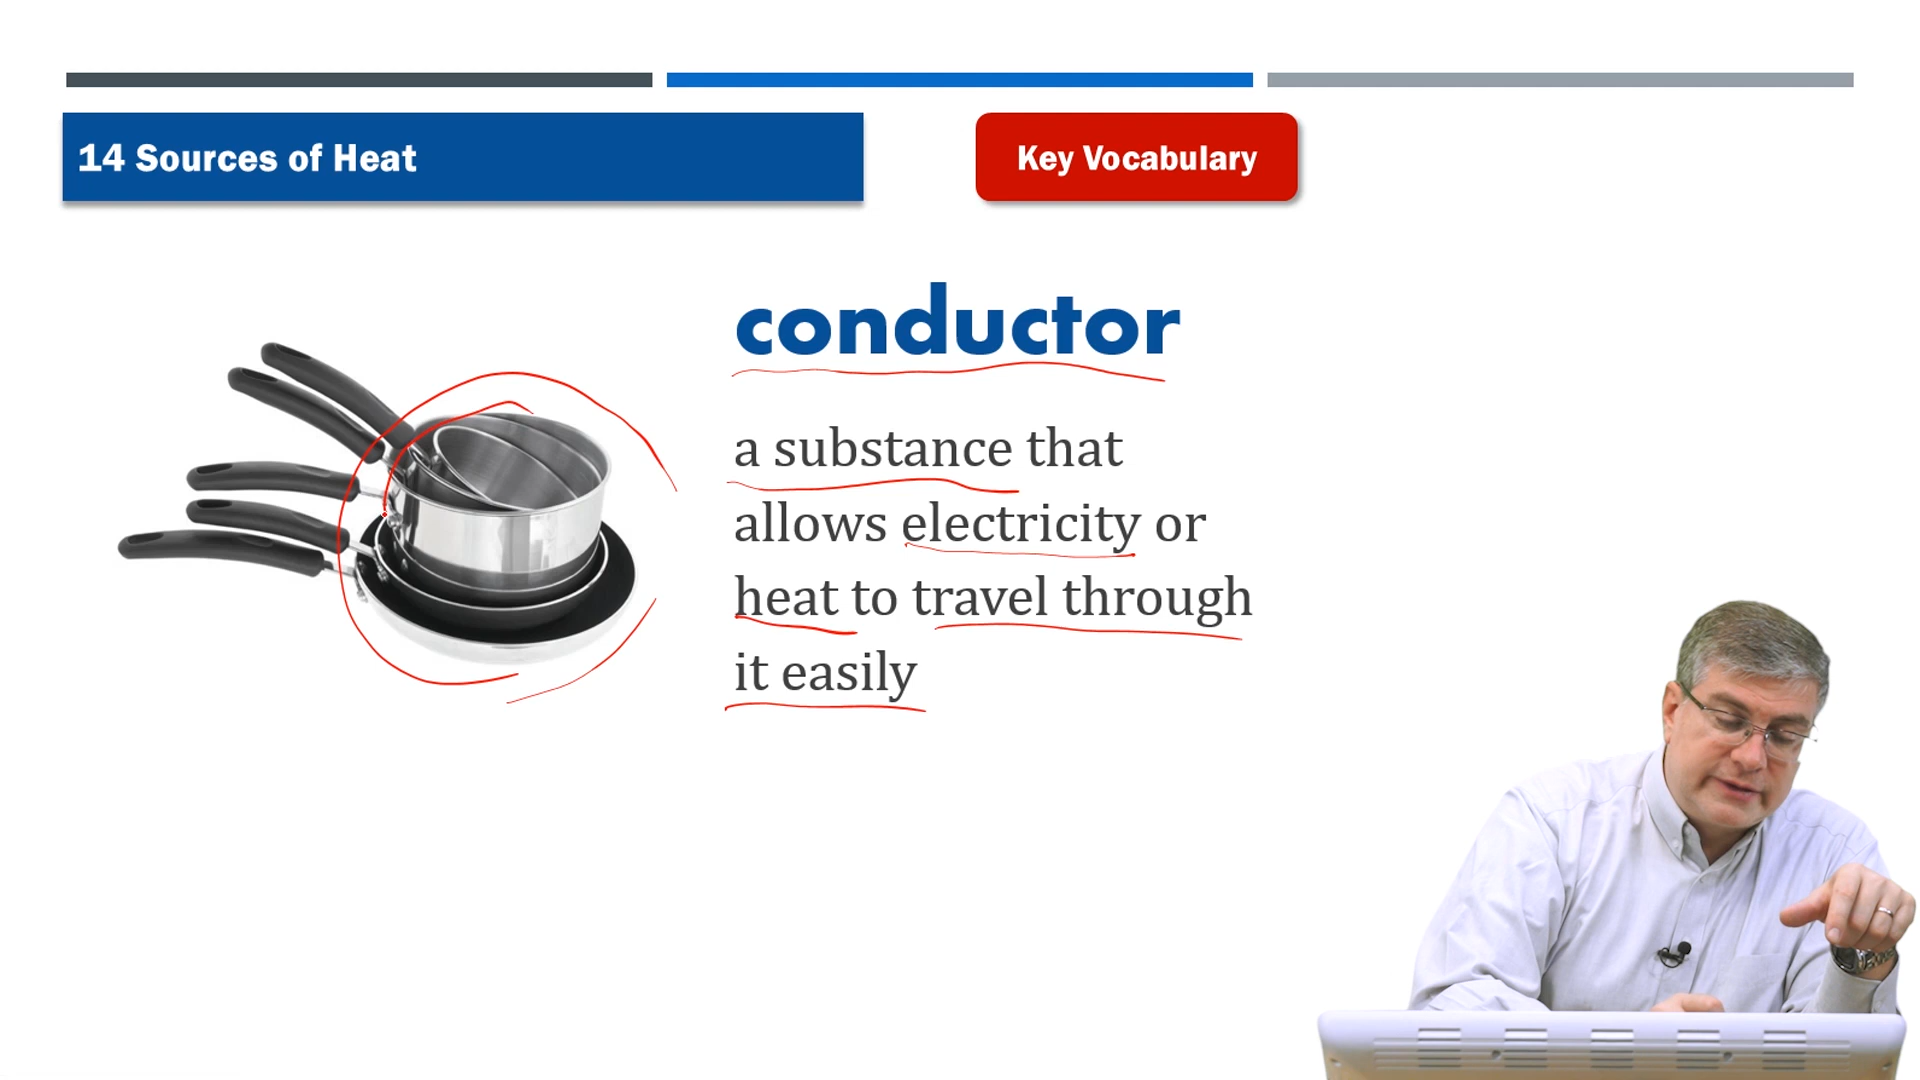 14 Sources of Heat
Key Vocabulary
conductor
a substance that
allows electricity or
heat to travel through
it easily